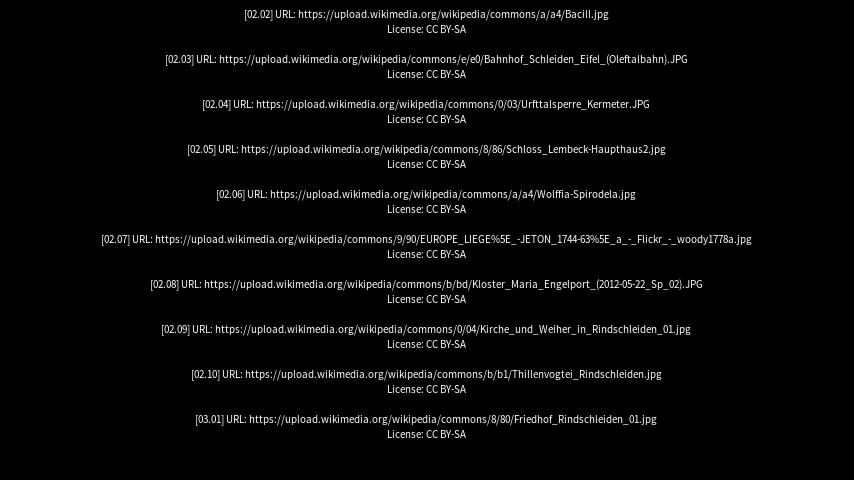 [02.02] URL: https://upload.wikimedia.org/wikipedia/commons/a/a4/Bacill.jpg
License: CC BY-SA
[02.03] URL: https://upload.wikimedia.org/wikipedia/commons/e/e0/Bahnhof_Schleiden_Eifel_(Oleftalbahn).JPG
License: CC BY-SA
[02.04] URL: https://upload.wikimedia.org/wikipedia/commons/0/03/Urfttalsperre_Kermeter.JPG
License: CC BY-SA
[02.05] URL: https://upload.wikimedia.org/wikipedia/commons/8/86/Schloss_Lembeck-Haupthaus2.jpg
License: CC BY-SA
[02.06] URL: https://upload.wikimedia.org/wikipedia/commons/a/a4/Wolffia-Spirodela.jpg
License: CC BY-SA
[02.07] URL: https://upload.wikimedia.org/wikipedia/commons/9/90/EUROPE_LIEGE%5E_-JETON_1744-63%5E_a_-_Flickr_-_woody1778a.jpg
License: CC BY-SA
[02.08] URL: https://upload.wikimedia.org/wikipedia/commons/b/bd/Kloster_Maria_Engelport_(2012-05-22_Sp_02).JPG
License: CC BY-SA
[02.09] URL: https://upload.wikimedia.org/wikipedia/commons/0/04/Kirche_und_Weiher_in_Rindschleiden_01.jpg
License: CC BY-SA
[02.10] URL: https://upload.wikimedia.org/wikipedia/commons/b/b1/Thillenvogtei_Rindschleiden.jpg
License: CC BY-SA
[03.01] URL: https://upload.wikimedia.org/wikipedia/commons/8/80/Friedhof_Rindschleiden_01.jpg
License: CC BY-SA